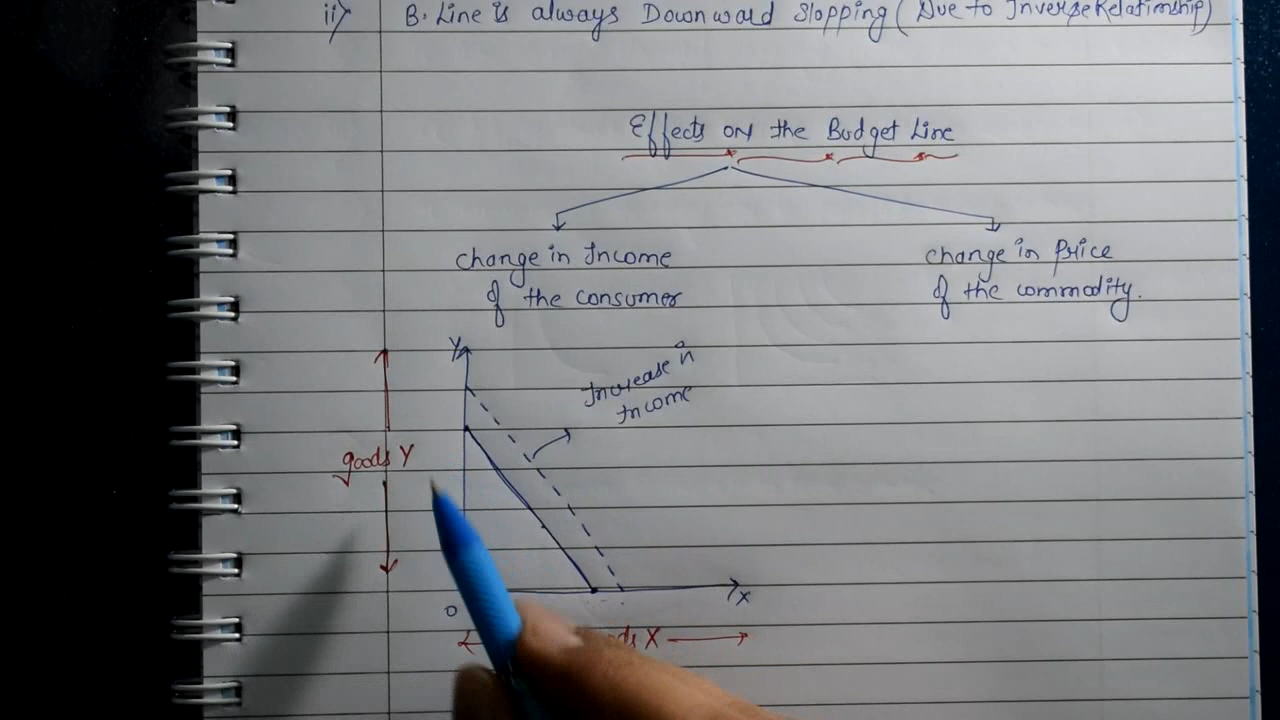 ii) B. Line is always Downward Slopping (Due to Inverse Relationship)
Effects on the Budget Line
change in Income
of the consumer
change in Price
of the commodity.
Y
Increase in
Income
goods Y
O
X
X